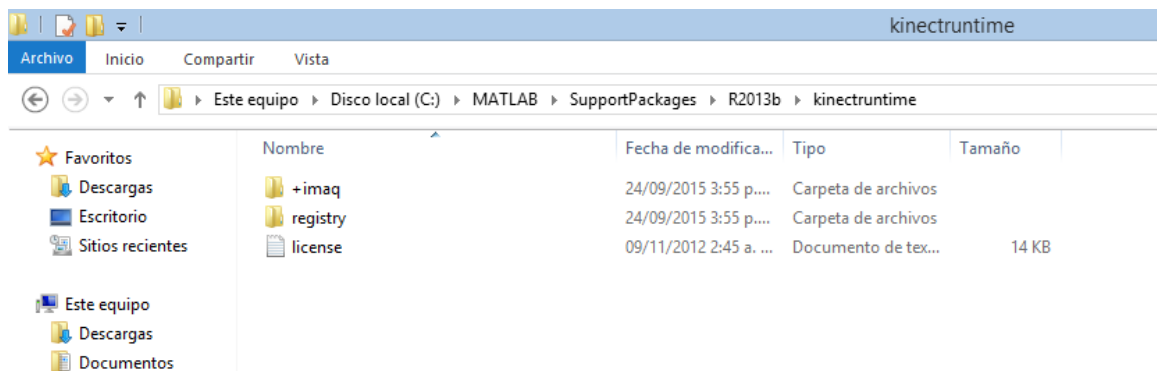 kinectruntime
Archivo Inicio Compartir Vista
Este equipo Disco local (C:) MATLAB SupportPackages R2013b kinectruntime
Favoritos
Descargas
Escritorio
Sitios recientes
Este equipo
Descargas
Documentos
Nombre Fecha de modifica... Tipo Tamaño
+imaq 24/09/2015 3:55 p.... Carpeta de archivos
registry 24/09/2015 3:55 p.... Carpeta de archivos
license 09/11/2012 2:45 a. ... Documento de tex... 14 KB